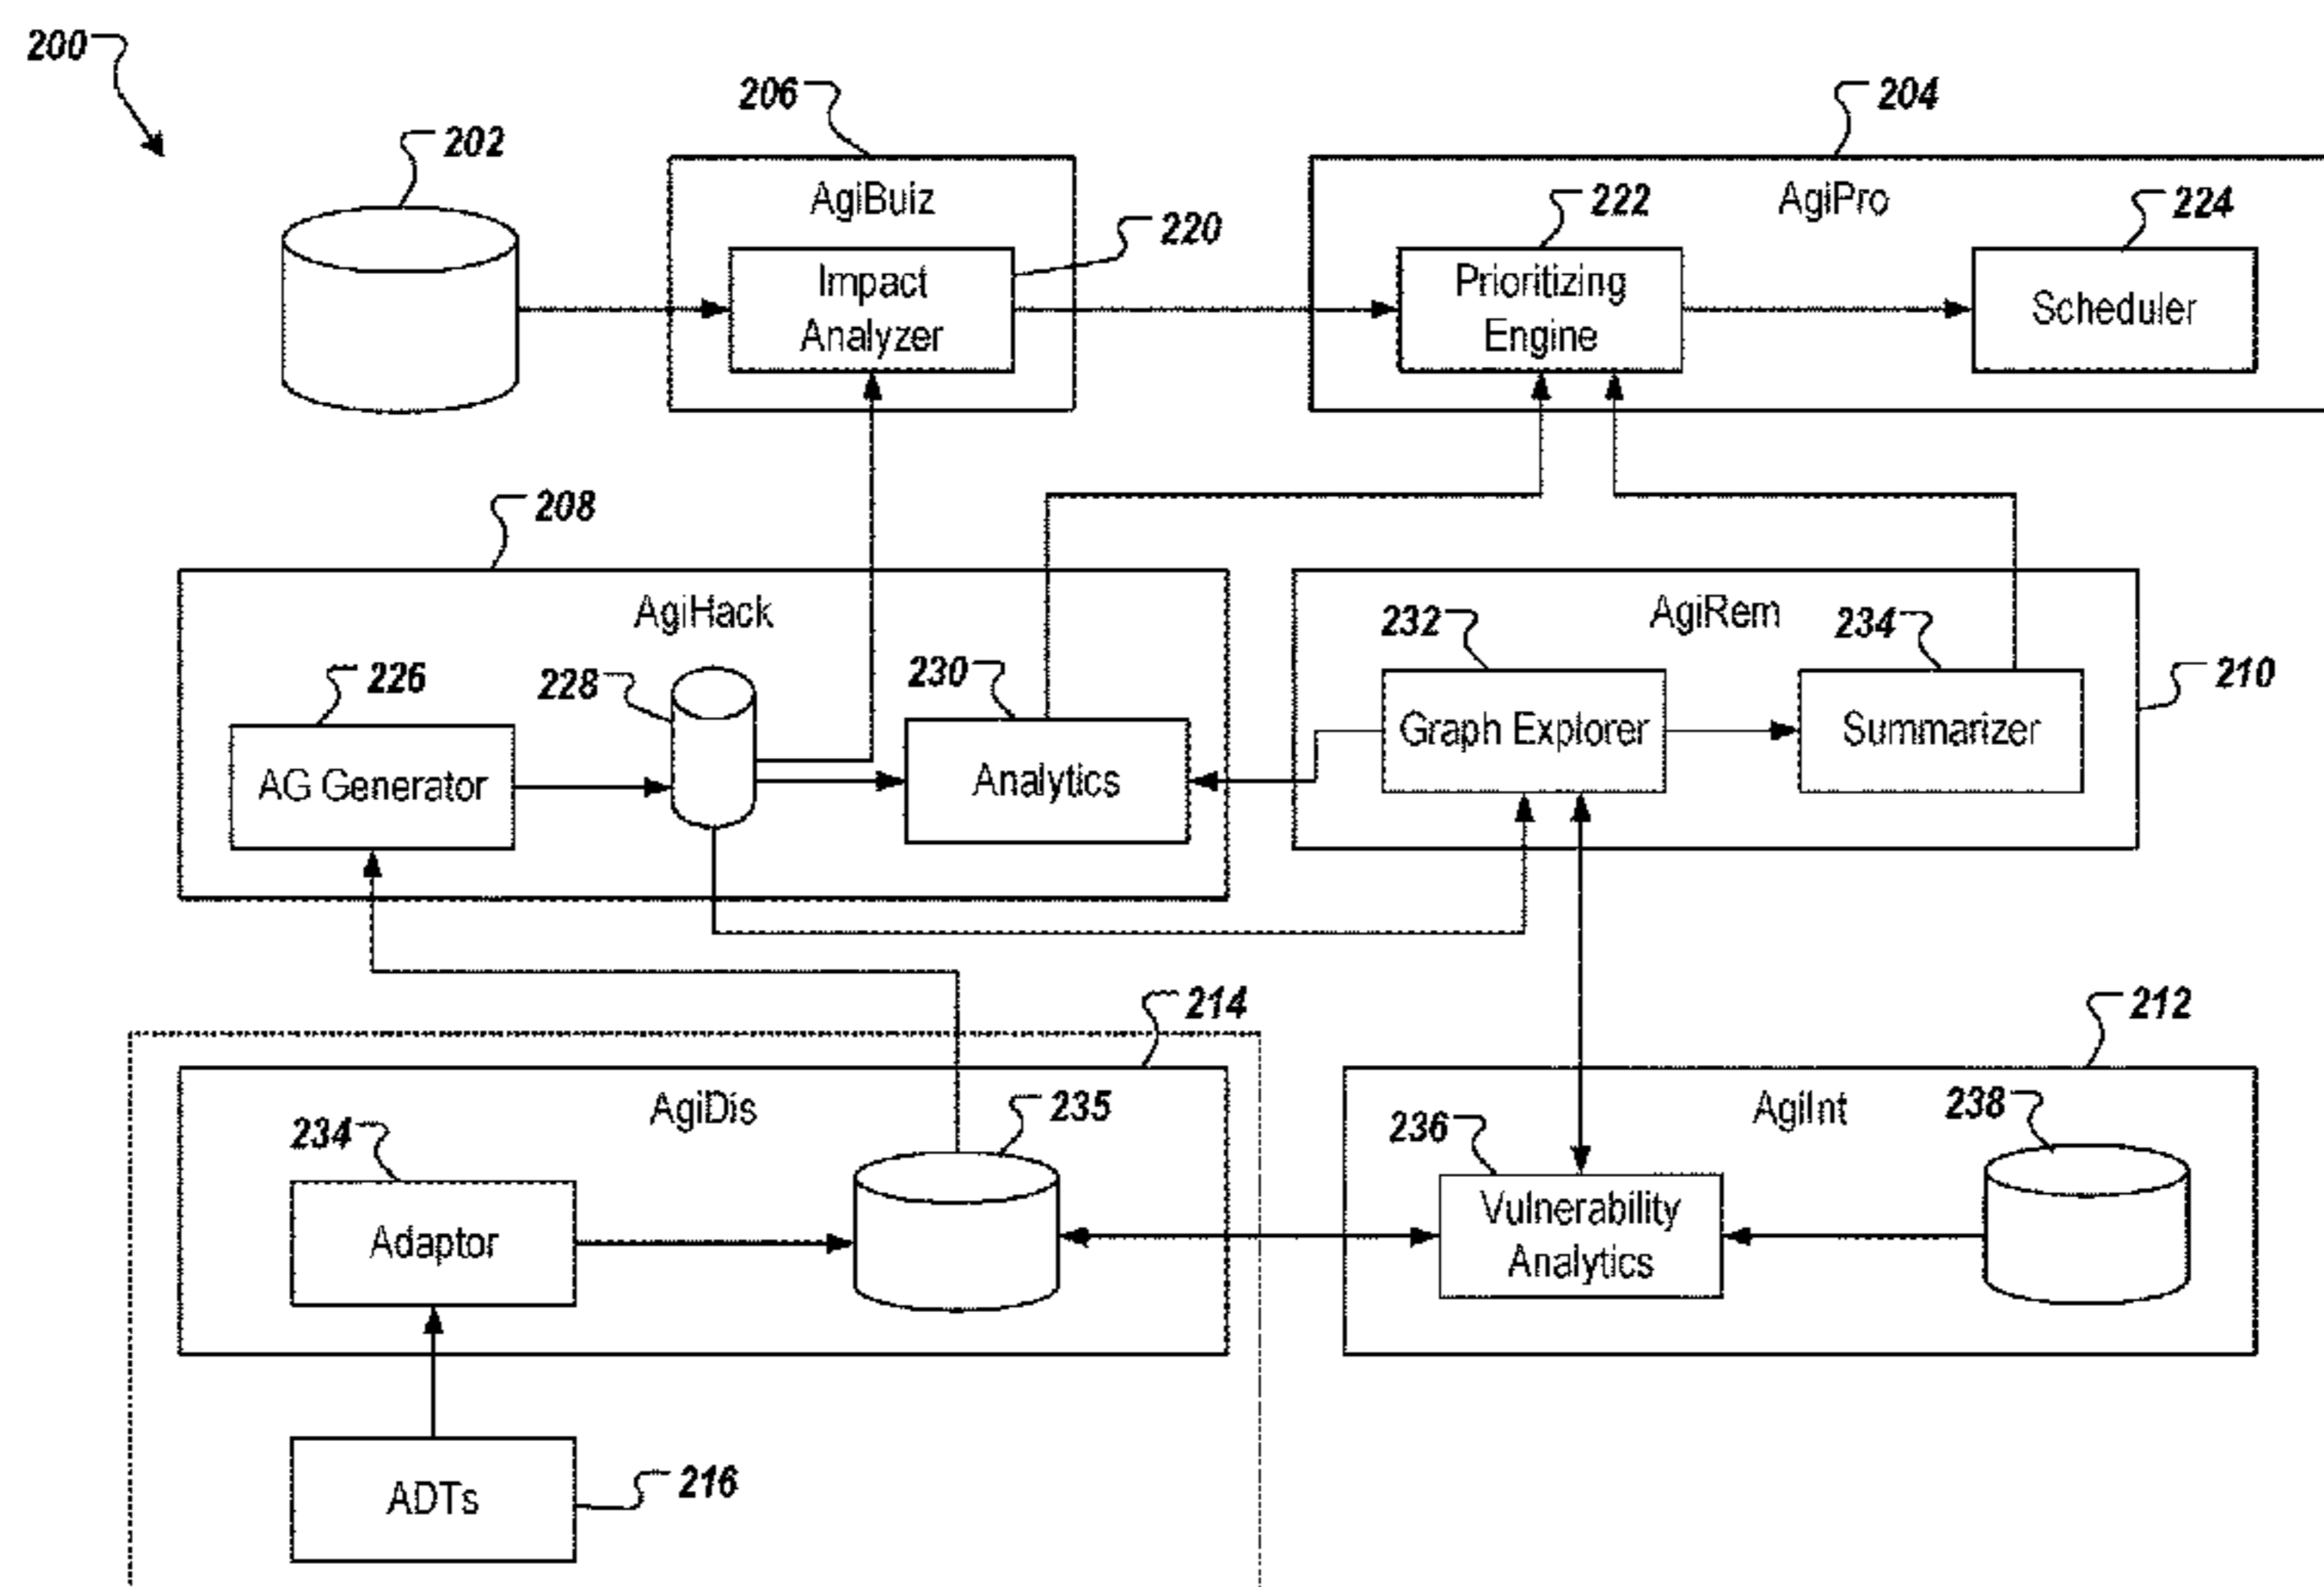 200
206
204
202
AgiBuiz
222
AgiPro
224
220
Impact
Analyzer
Prioritizing
Engine
Scheduler
208
AgiHack
232
AgiRem
234
226
228
230
210
AG Generator
Analytics
Graph Explorer
Summarizer
214
212
AgiDis
235
AgiInt
238
234
236
Adaptor
Vulnerability
Analytics
ADTs
216